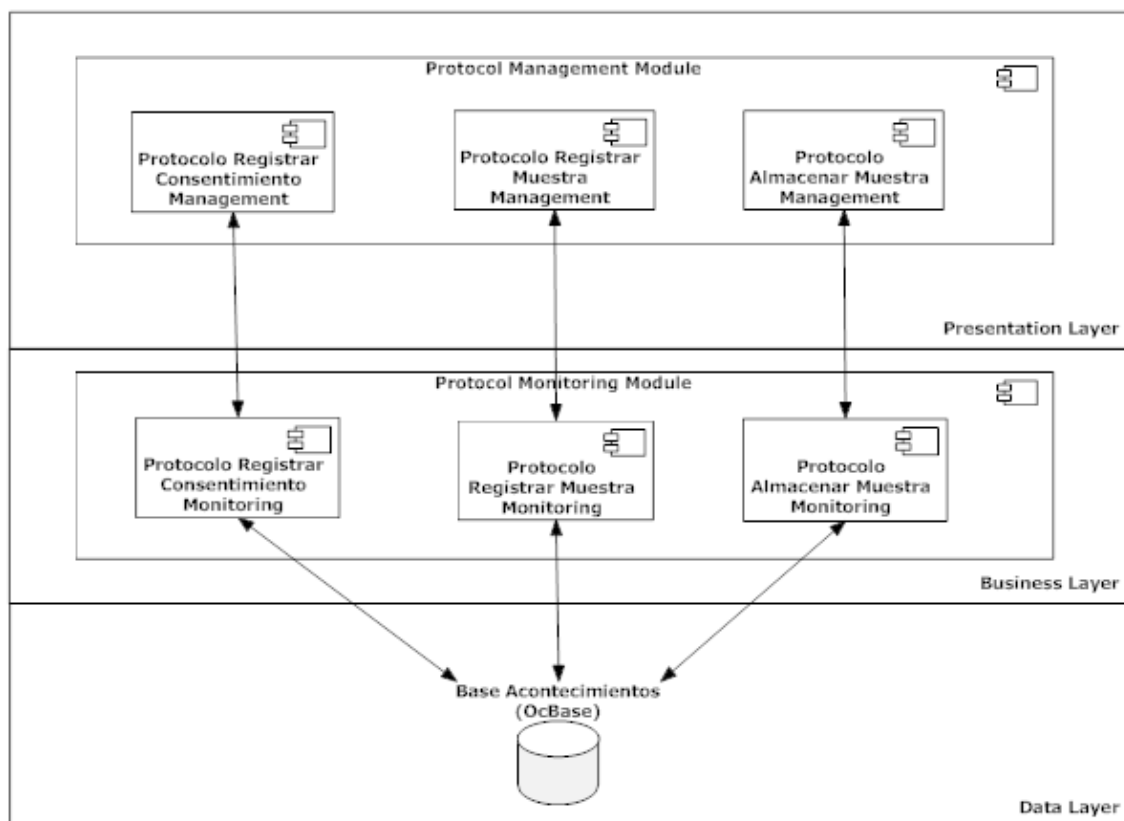 Protocol Management Module
Protocolo Registrar
Consentimiento
Management
Protocolo Registrar
Muestra
Management
Protocolo
Almacenar Muestra
Management
Presentation Layer
Protocol Monitoring Module
Protocolo Registrar
Consentimiento
Monitoring
Protocolo
Registrar Muestra
Monitoring
Protocolo
Almacenar Muestra
Monitoring
Business Layer
Base Acontecimientos
(OcBase)
Data Layer